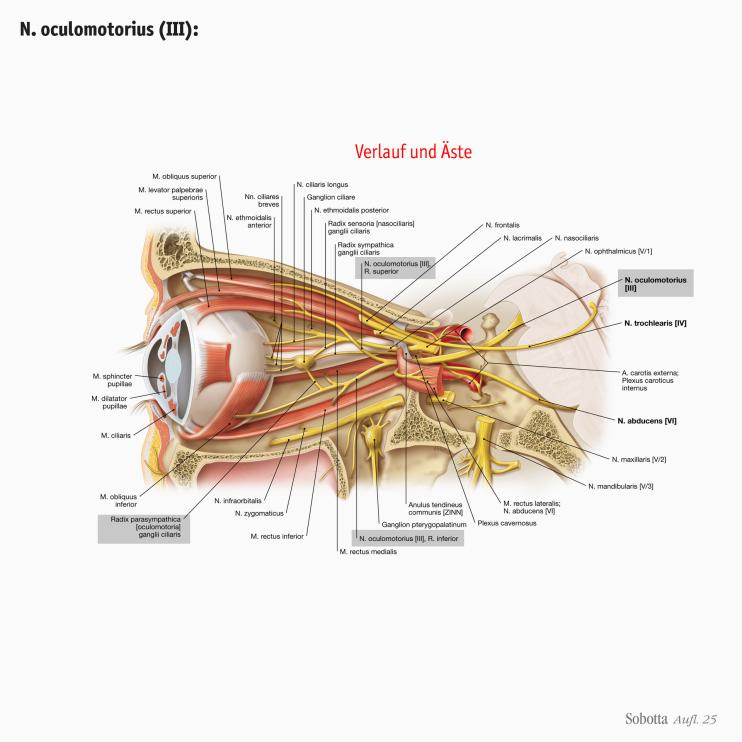 N. oculomotorius (III):
Verlauf und Äste
M. obliquus superior
M. levator palpebrae
superioris
M. rectus superior
Nn. ciliares
breves
N. ethmoidalis
anterior
N. ciliaris longus
Ganglion ciliare
N. ethmoidalis posterior
Radix sensoria [nasociliaris]
ganglii ciliaris
Radix sympathica
ganglii ciliaris
N. oculomotorius [III],
R. superior
N. frontalis
N. lacrimalis
N. nasociliaris
N. ophthalmicus [V/1]
N. oculomotorius
[III]
N. trochlearis [IV]
A. carotis externa;
Plexus caroticus
internus
N. abducens [VI]
N. maxillaris [V/2]
N. mandibularis [V/3]
M. sphincter
pupillae
M. dilatator
pupillae
M. ciliaris
M. obliquus
inferior
Radix parasympathica
[oculomotoria]
ganglii ciliaris
N. infraorbitalis
N. zygomaticus
M. rectus inferior
M. rectus medialis
N. oculomotorius [III], R. inferior
Ganglion pterygopalatinum
Anulus tendineus
communis [ZINN]
Plexus cavernosus
M. rectus lateralis;
N. abducens [VI]
Sobotta Aufl. 25